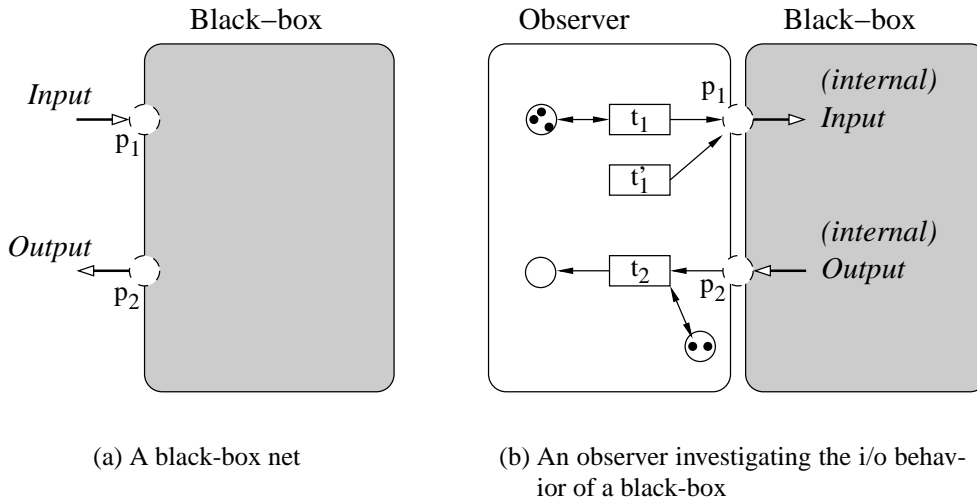 Black–box
Input
p1
Output
p2
(a) A black-box net
Observer
Black–box
t1
p1
(internal)
Input
t'1
(internal)
Output
t2
p2
(b) An observer investigating the i/o behav-
ior of a black-box